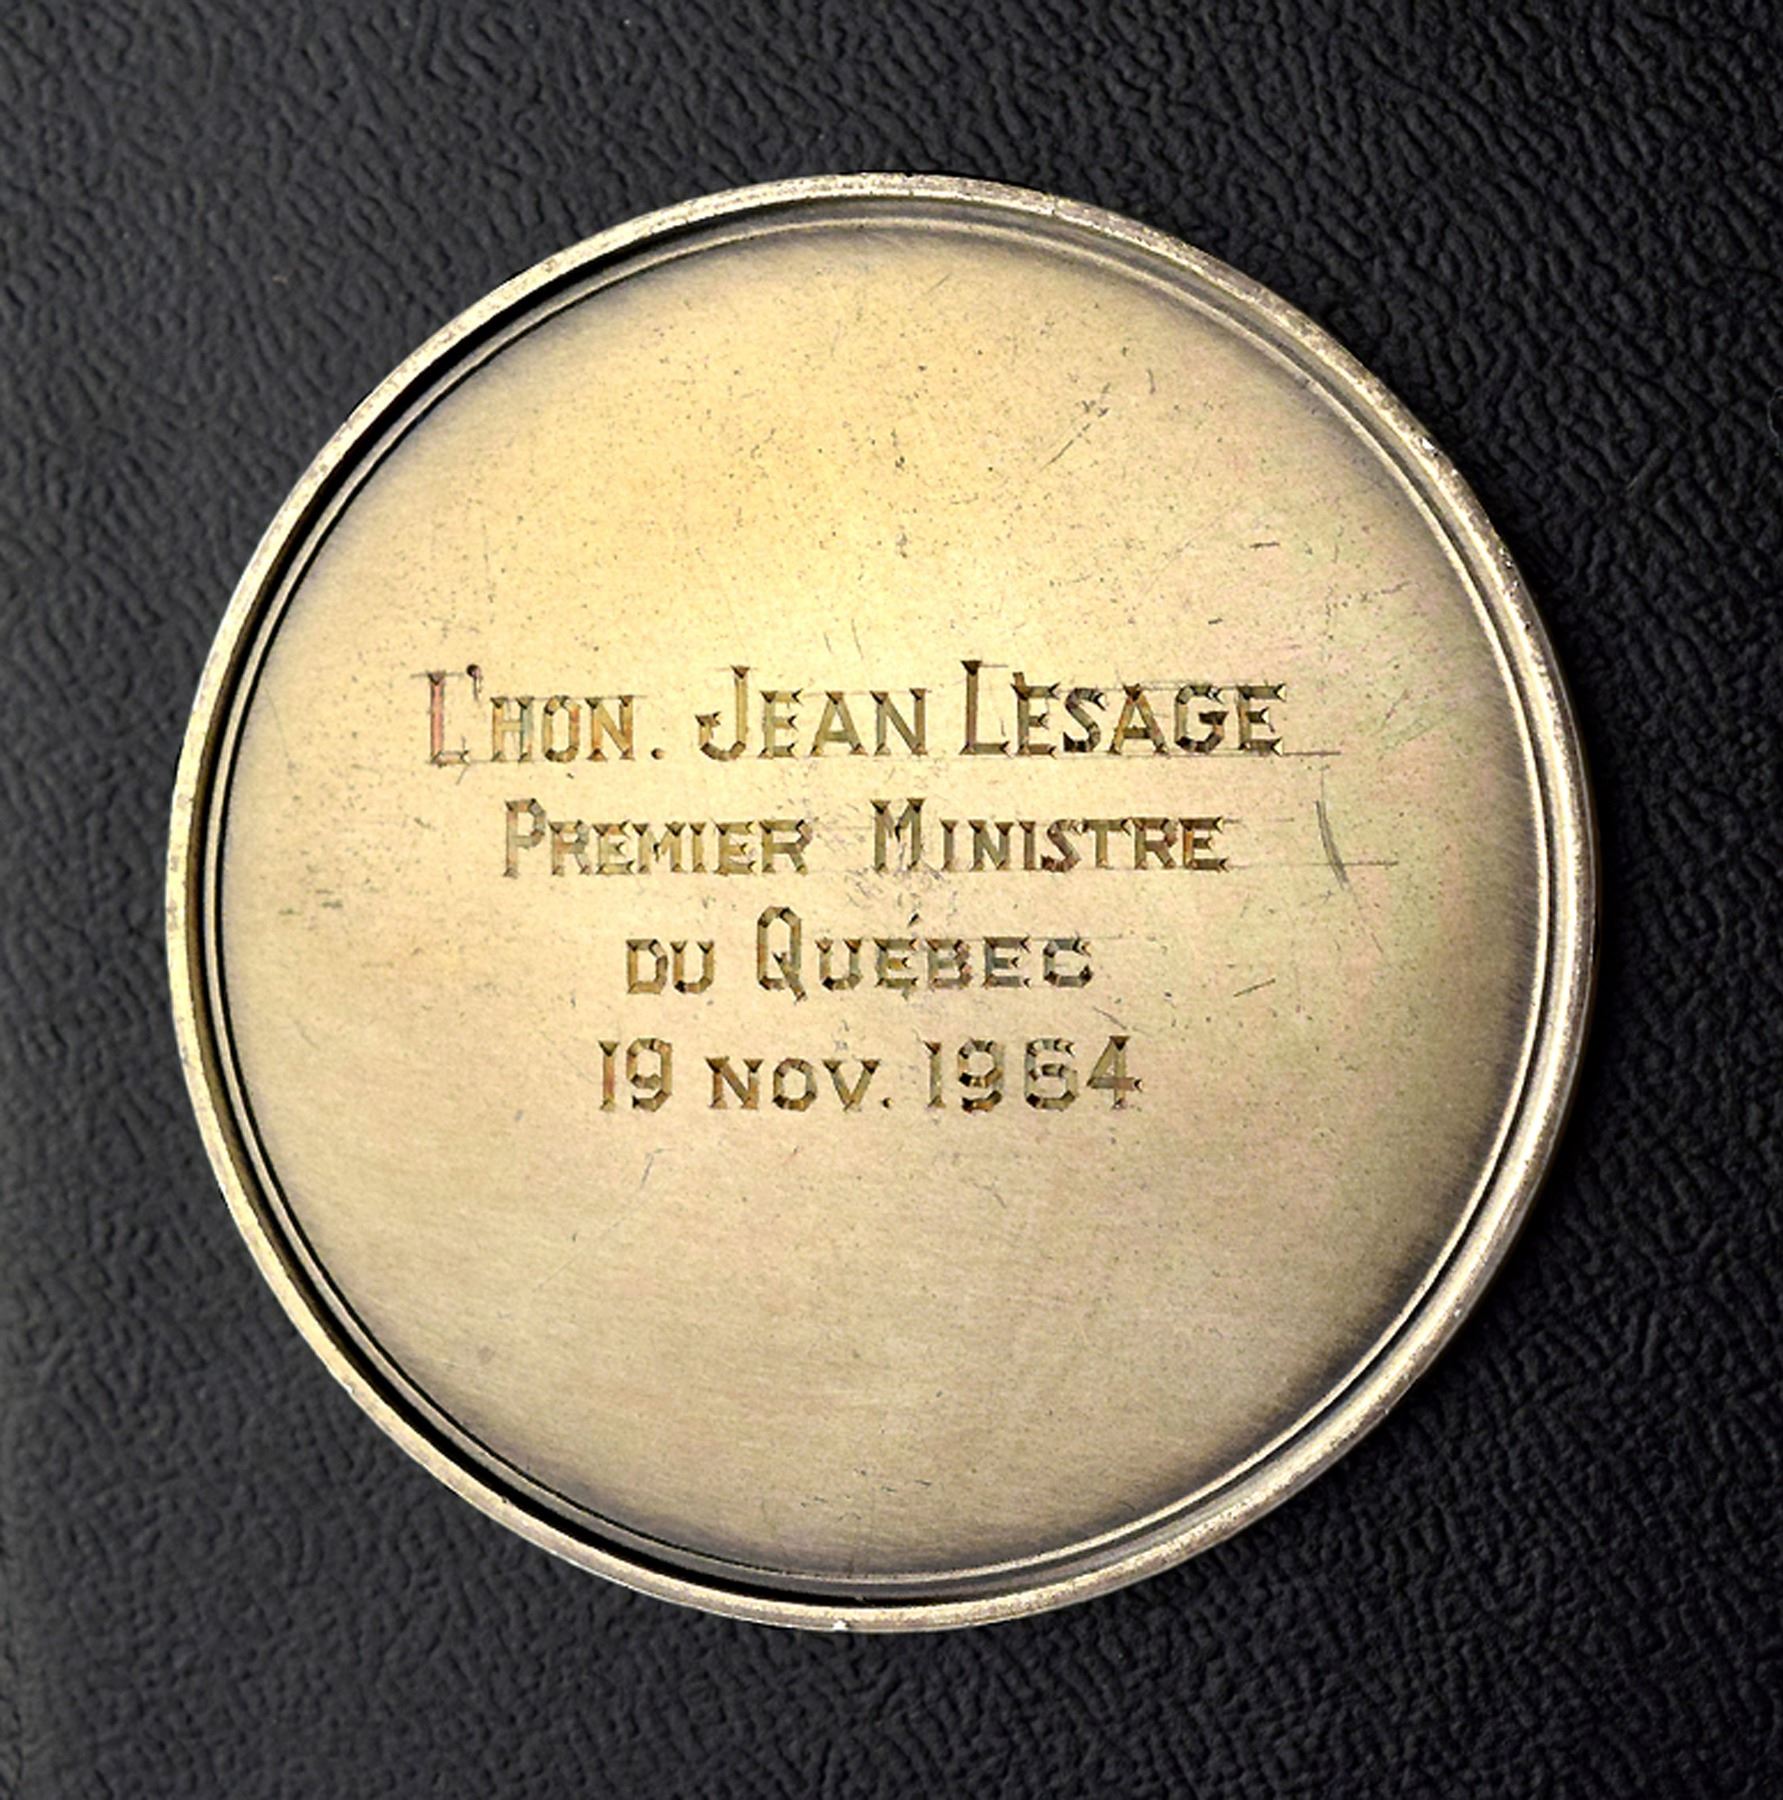 L'HON. JEAN LESAGE
PREMIER MINISTRE
DU QUÉBEC
19 NOV. 1964